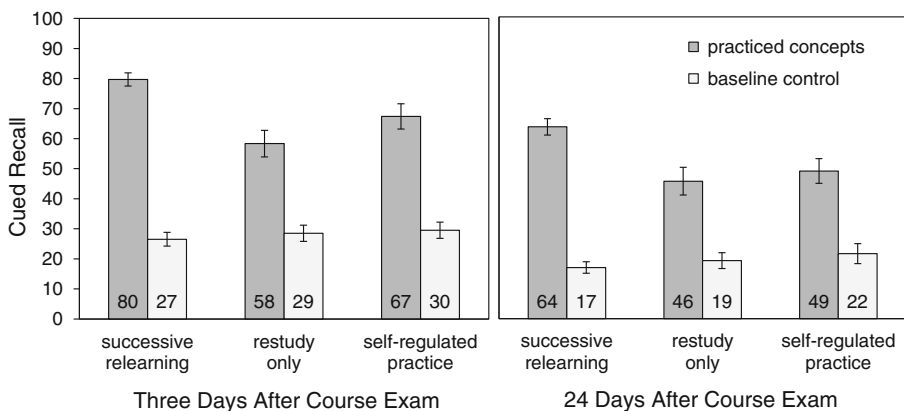 100
90
80
70
60
50
40
30
20
10
0
Cued Recall
practiced concepts
baseline control
80 27 58 29 67 30
64 17 46 19 49 22
successive relearning
restudy only
self-regulated practice
Three Days After Course Exam
successive relearning
restudy only
self-regulated practice
24 Days After Course Exam